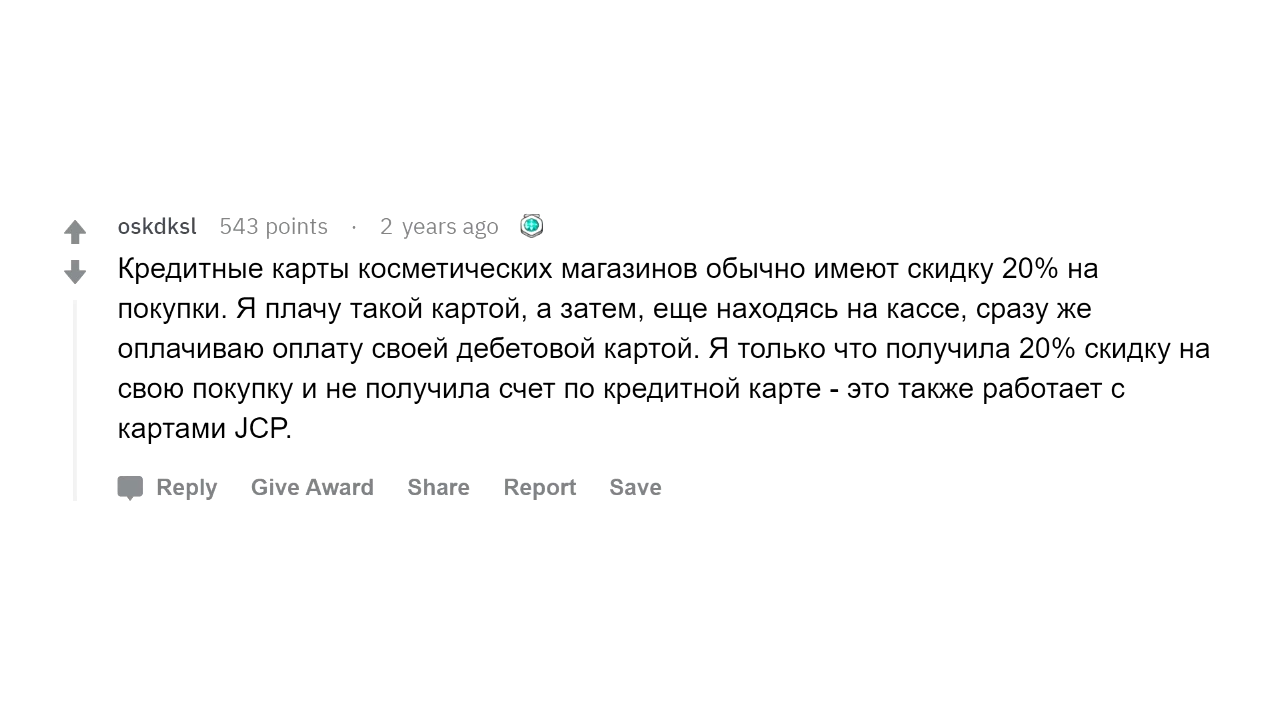 oskdksl 543 points · 2 years ago
Кредитные карты косметических магазинов обычно имеют скидку 20% на
покупки. Я плачу такой картой, а затем, еще находясь на кассе, сразу же
оплачиваю оплату своей дебетовой картой. Я только что получила 20% скидку на
свою покупку и не получила счет по кредитной карте - это также работает с
картами JCP.
Reply Give Award Share Report Save